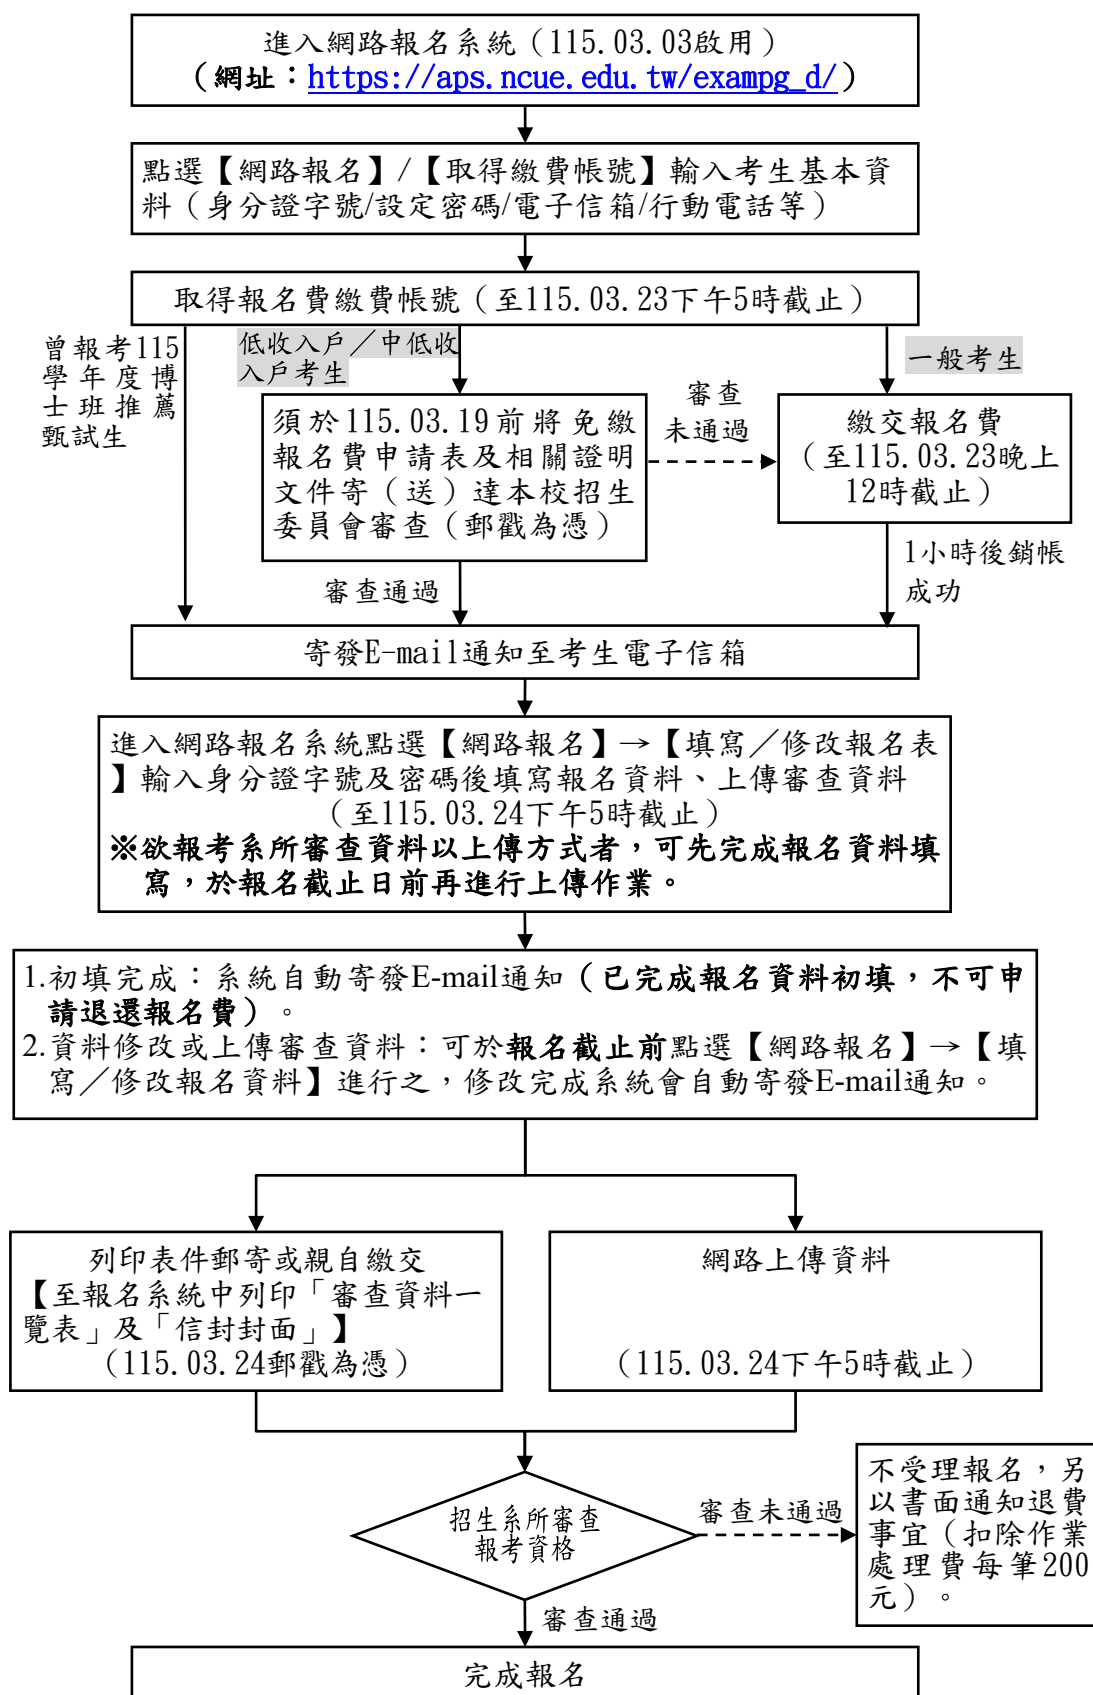 進入網路報名系統（115.03.03啟用）
（網址：https://aps.ncue.edu.tw/exampg_d/）
點選【網路報名】/【取得繳費帳號】輸入考生基本資
料（身分證字號/設定密碼/電子信箱/行動電話等）
取得報名費繳費帳號（至115.03.23下午5時截止）
曾報考115
學年度博
士班推薦
甄試生
低收入戶／中低收
入戶考生
一般考生
須於115.03.19前將免繳
報名費申請表及相關證明
文件寄（送）達本校招生
委員會審查（郵戳為憑）
審查
未通過
繳交報名費
（至115.03.23晚上
12時截止）
審查通過
1小時後銷帳
成功
寄發E-mail通知至考生電子信箱
進入網路報名系統點選【網路報名】→【填寫／修改報名表
】輸入身分證字號及密碼後填寫報名資料、上傳審查資料
（至115.03.24下午5時截止）
※欲報考系所審查資料以上傳方式者，可先完成報名資料填
寫，於報名截止日前再進行上傳作業。
1.初填完成：系統自動寄發E-mail通知（已完成報名資料初填，不可申
請退還報名費）。
2.資料修改或上傳審查資料：可於報名截止前點選【網路報名】→【填
寫／修改報名資料】進行之，修改完成系統會自動寄發E-mail通知。
列印表件郵寄或親自繳交
【至報名系統中列印「審查資料一
覽表」及「信封封面」】
（115.03.24郵戳為憑）
網路上傳資料
（115.03.24下午5時截止）
招生系所審查
報考資格
審查未通過
不受理報名，另
以書面通知退費
事宜（扣除作業
處理費每筆200
元）。
審查通過
完成報名